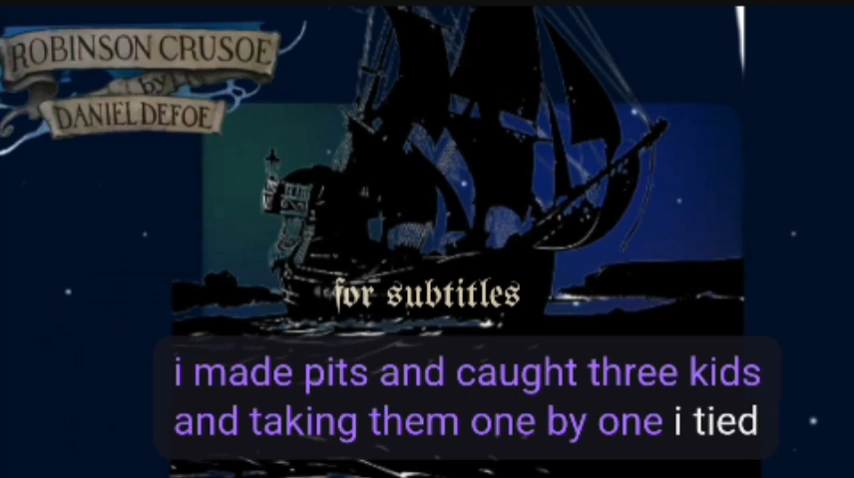 ROBINSON CRUSOE
by
DANIEL DEFOE
for subtitles
i made pits and caught three kids
and taking them one by one i tied